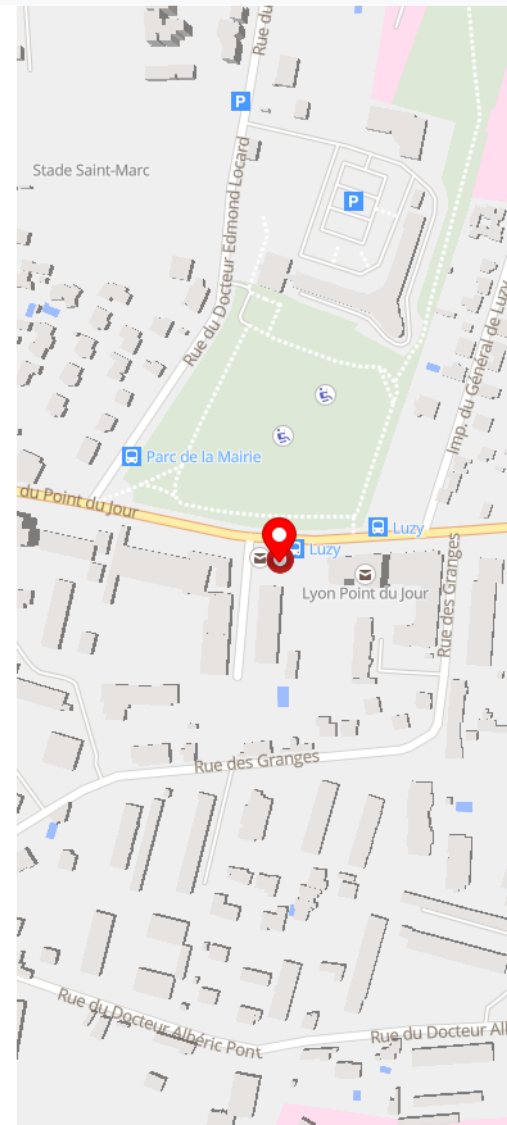 Rue du
P
Stade Saint-Marc
Rue du Docteur Edmond Locard
P
Imp. du Général de Luzy
Parc de la Mairie
du Point du Jour
Luzy
Luzy
Lyon Point du Jour
Rue des Granges
Rue des Granges
Rue du Docteur Albéric Pont
Rue du Docteur Al